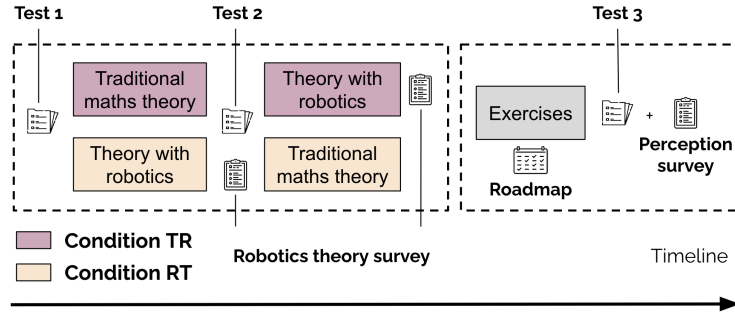 Test 1
Test 2
Test 3
Traditional
maths theory
Theory with
robotics
Exercises
+
Theory with
robotics
Traditional
maths theory
Perception
survey
Roadmap
Condition TR
Robotics theory survey
Timeline
Condition RT